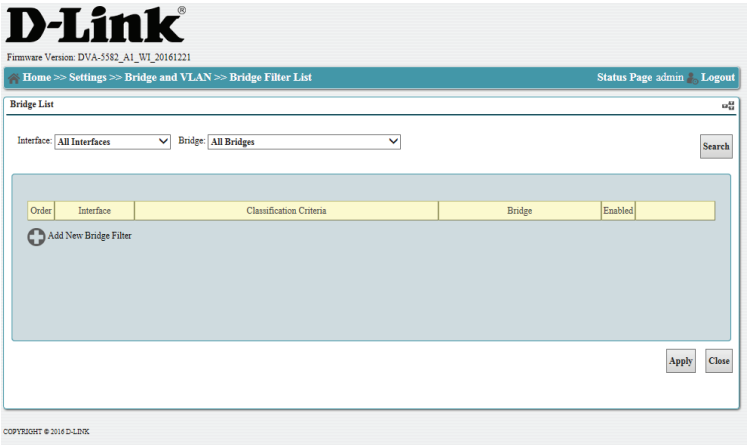 D-Link®
Firmware Version: DVA-5582_A1_WI_20161221
Home >> Settings >> Bridge and VLAN >> Bridge Filter List Status Page admin Logout
Bridge List
Interface: All Interfaces Bridge: All Bridges
Search
Order Interface Classification Criteria Bridge Enabled
Add New Bridge Filter
Apply Close
COPYRIGHT © 2016 D-LINK